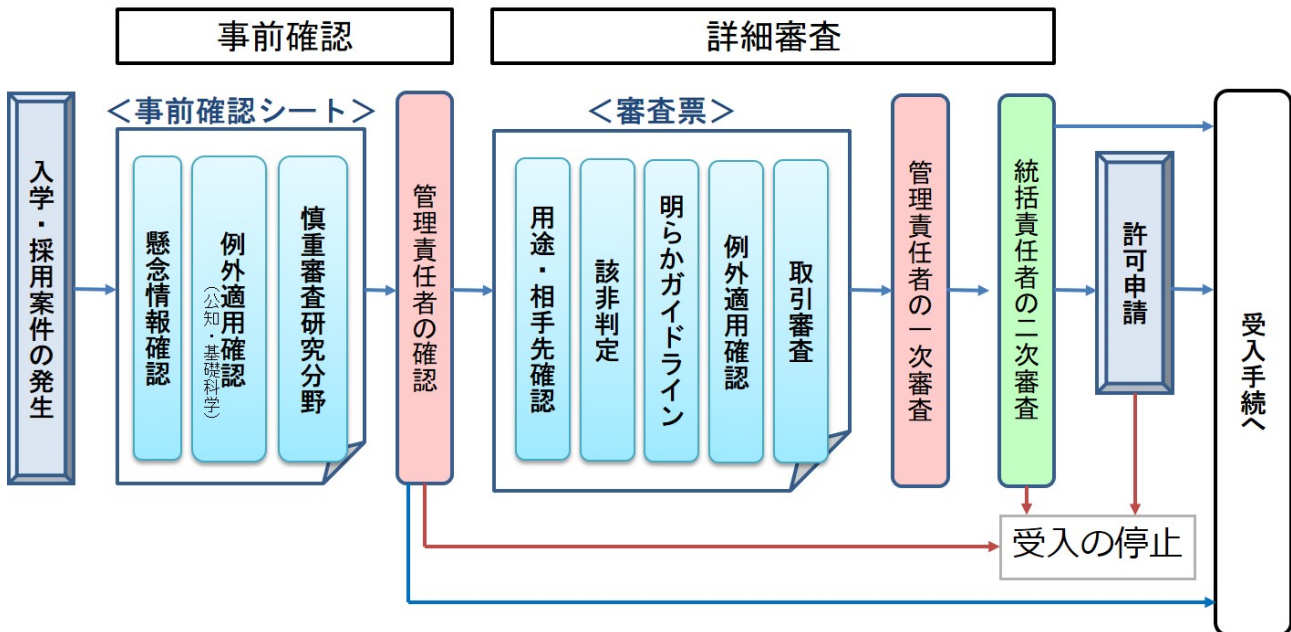 事前確認
詳細審査
入学・採用案件の発生
＜事前確認シート＞
懸念情報確認
例外適用確認
（公知・基礎科学）
慎重審査研究分野
管理責任者の確認
＜審査票＞
用途・相手先確認
該非判定
明らかガイドライン
例外適用確認
取引審査
管理責任者の一次審査
統括責任者の二次審査
許可申請
受入の停止
受入手続へ